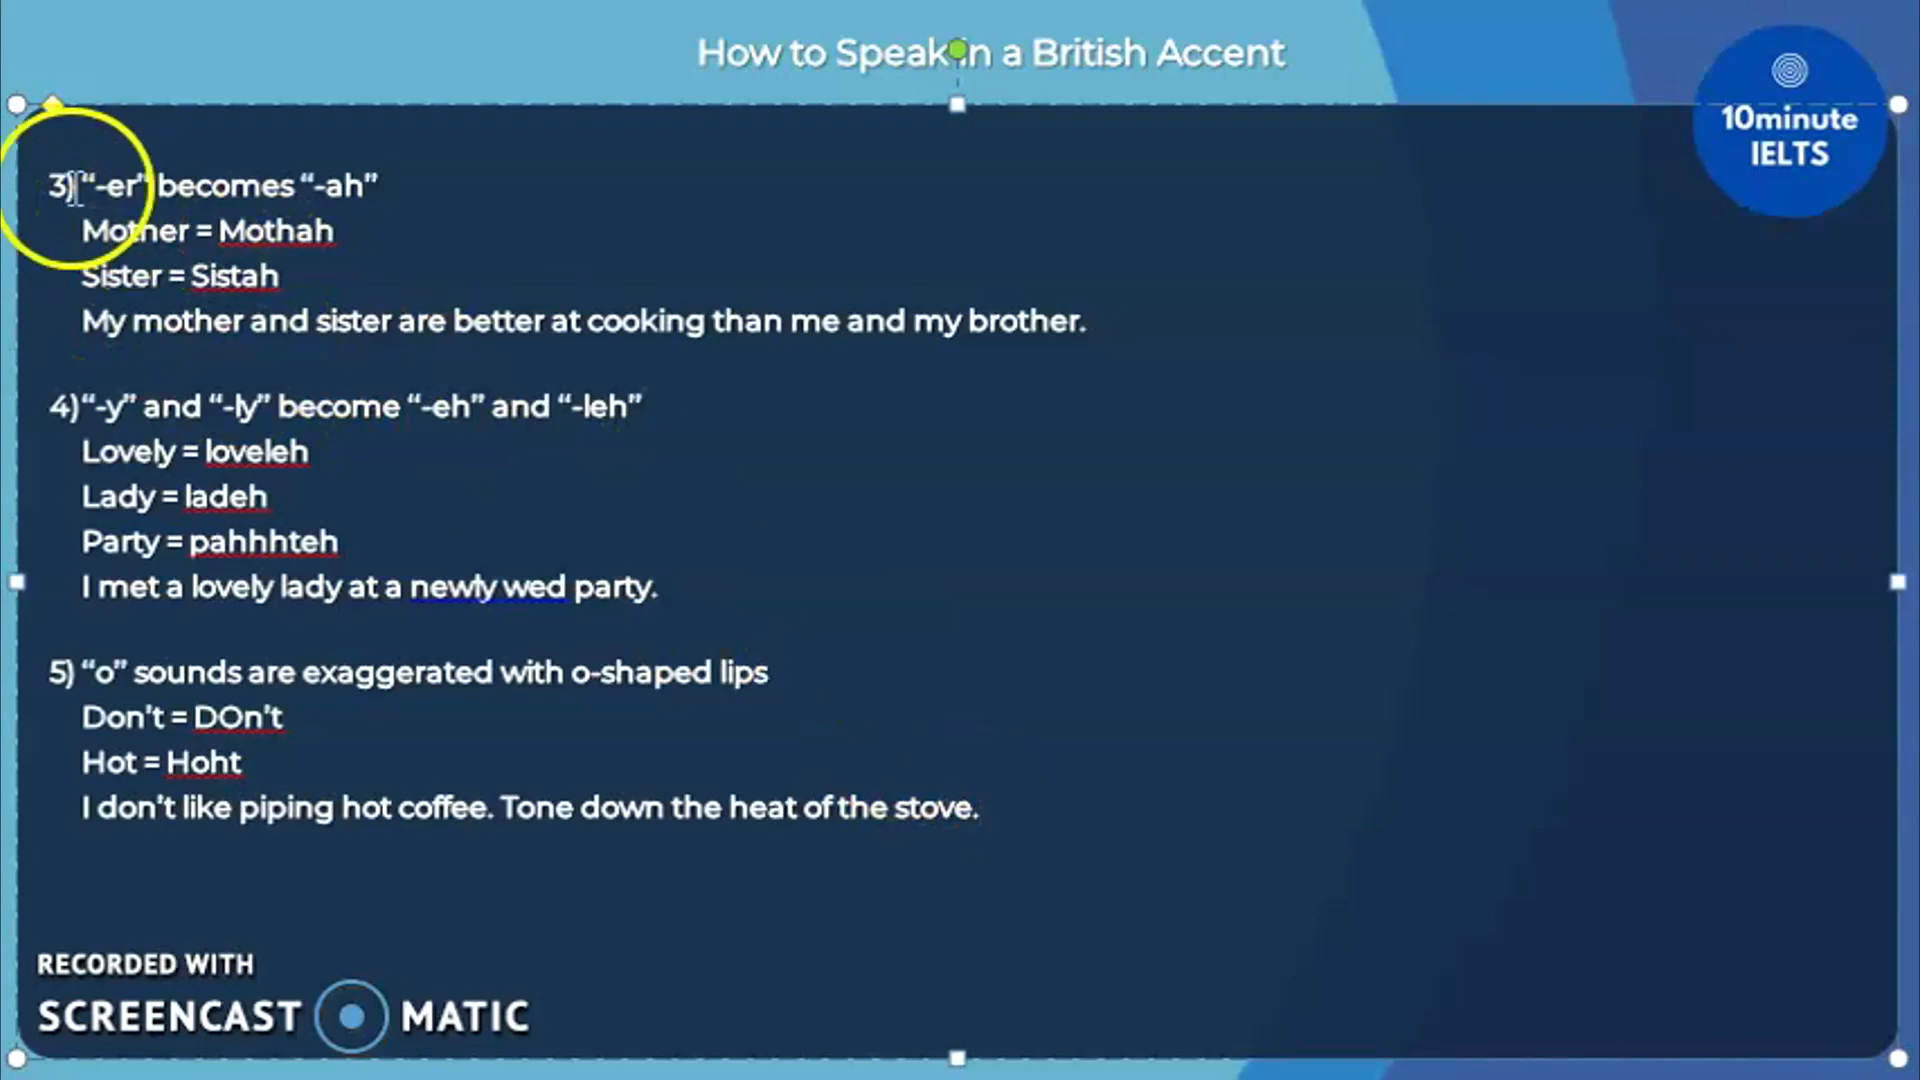 How to Speak in a British Accent
10minute
IELTS
3) “-er” becomes “-ah”
Mother = Mothah
Sister = Sistah
My mother and sister are better at cooking than me and my brother.
4) “-y” and “-ly” become “-eh” and “-leh”
Lovely = loveleh
Lady = ladeh
Party = pahhhteh
I met a lovely lady at a newly wed party.
5) “o” sounds are exaggerated with o-shaped lips
Don’t = DOn’t
Hot = Hoht
I don’t like piping hot coffee. Tone down the heat of the stove.
RECORDED WITH
SCREENCAST MATIC